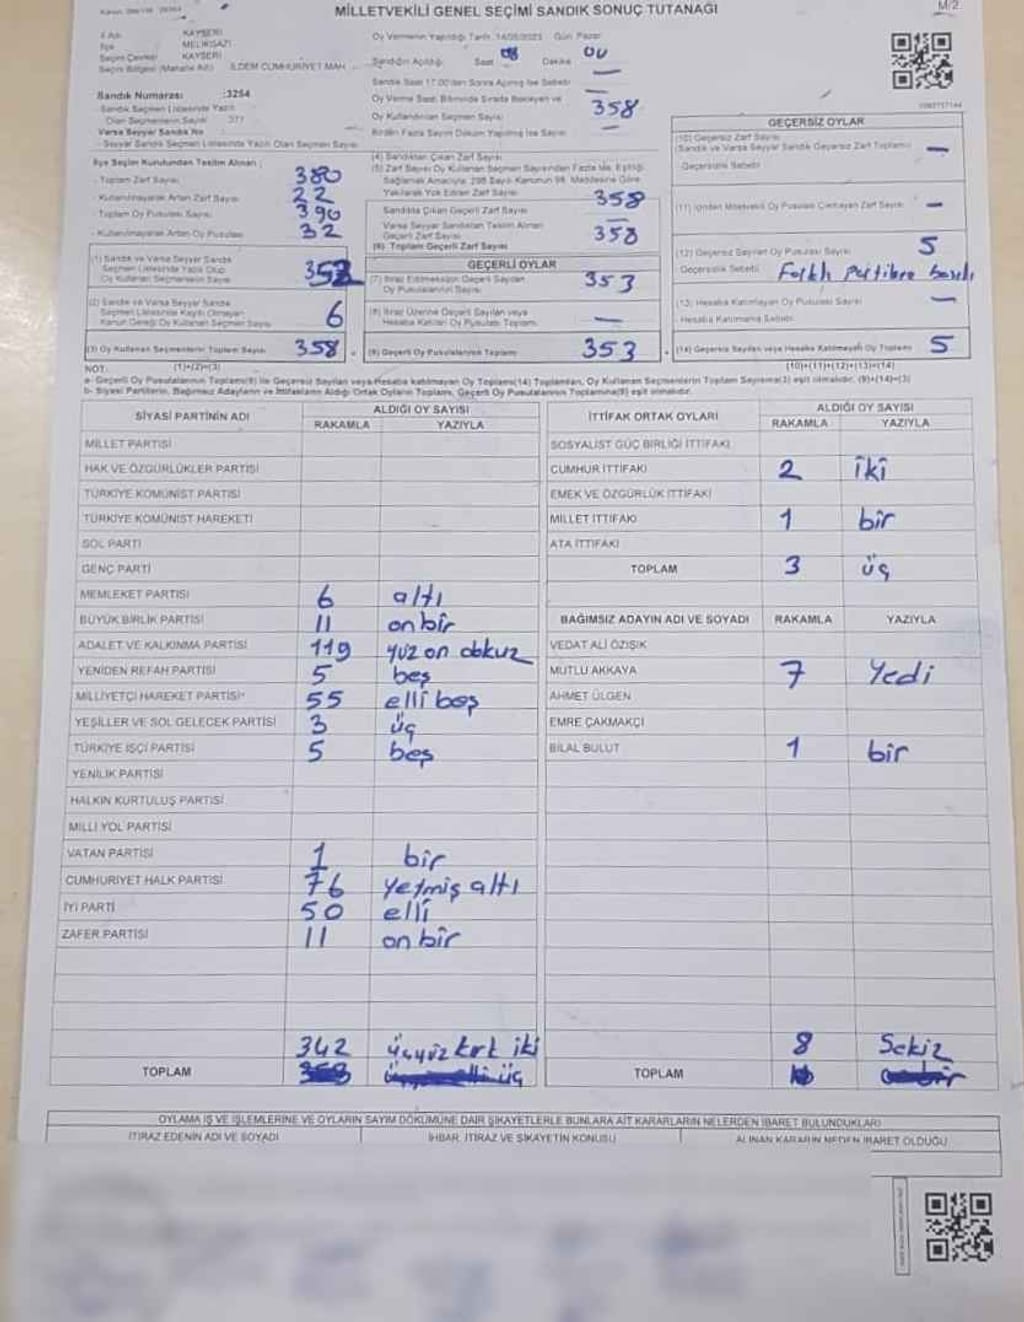 MİLLETVEKİLİ GENEL SEÇİMİ SANDIK SONUÇ TUTANAĞI
M/2
İl Adı KAYSERİ
İlçe MELİKGAZİ
Seçim Çevresi KAYSERİ
Seçim Bölgesi (Mahalle Adı) İLDEM CUMHURİYET MAH
Sandık Numarası :3254
Sandık Seçmen Listesinde Yazılı
Olan Seçmenlerin Sayısı 377
Varsa Seyyar Sandık No
- Seyyar Sandık Seçmen Listesinde Yazılı Olan Seçmen Sayısı
İlçe Seçim Kurulundan Teslim Alınan :
- Toplam Zarf Sayısı 380
- Kullanılmayarak Artan Zarf Sayısı 22
- Toplam Oy Pusulası Sayısı 390
- Kullanılmayarak Artan Oy Pusulası 32
(1) Sandık ve Varsa Seyyar Sandık
Seçmen Listesinde Yazılı Olup
Oy Kullanan Seçmenlerin Sayısı 352
(2) Sandık ve Varsa Seyyar Sandık
Seçmen Listesinde Kayıtlı Olmayan
Kanun Gereği Oy Kullanan Seçmen Sayısı 6
(3) Oy Kullanan Seçmenlerin Toplam Sayısı 358
(1)+(2)=(3)
Oy Vermenin Yapıldığı Tarih: 14/05/2023 Gün Pazar
Sandığın Açıldığı Saat 08 Dakika 00
Sandık Saat 17:00'den Sonra Açılmış İse Sebebi —
Oy Verme Saati Bitiminde Sırada Bekleyen ve —
Oy Kullandırılan Seçmen Sayısı 358
Birden Fazla Sayım Döküm Yapılmış İse Sayısı —
(4) Sandıktan Çıkan Zarf Sayısı
(5) Zarf Sayısı Oy Kullanan Seçmen Sayısından Fazla İse, Eşitliği
Sağlamak Amacıyla, 298 Sayılı Kanunun 98. Maddesine Göre
Yakılarak Yok Edilen Zarf Sayısı 358
Sandıkta Çıkan Geçerli Zarf Sayısı —
Varsa Seyyar Sandıktan Teslim Alınan
Geçerli Zarf Sayısı 358
(6) Toplam Geçerli Zarf Sayısı
GEÇERLİ OYLAR
(7) İtiraz Edilmeksizin Geçerli Sayılan
Oy Pusulalarının Sayısı 353
(8) İtiraz Üzerine Geçerli Sayılan veya
Hesaba Katılan Oy Pusulası Toplamı —
(9) Geçerli Oy Pusulalarının Toplamı 353
GEÇERSİZ OYLAR
(10) Geçersiz Zarf Sayısı
(Sandık ve Varsa Seyyar Sandık Geçersiz Zarf Toplamı) —
Geçersizlik Sebebi
(11) İçinden Milletvekili Oy Pusulası Çıkmayan Zarf Sayısı —
(12) Geçersiz Sayılan Oy Pusulası Sayısı 5
Geçersizlik Sebebi Farklı partilere basıldı
(13) Hesaba Katılmayan Oy Pusulası Sayısı —
Hesaba Katılmama Sebebi
(14) Geçersiz Sayılan veya Hesaba Katılmayan Oy Toplamı 5
(10)+(11)+(12)+(13)=(14)
NOT:
a- Geçerli Oy Pusulalarının Toplamı(9) ile Geçersiz Sayılan veya Hesaba katılmayan Oy Toplamı(14) Toplamları, Oy Kullanan Seçmenlerin Toplam Sayısına(3) eşit olmalıdır. (9)+(14)=(3)
b- Siyasi Partilerin, Bağımsız Adayların ve İttifakların Aldığı Ortak Oyların Toplamı, Geçerli Oy Pusulalarının Toplamına(9) eşit olmalıdır.
SİYASİ PARTİNİN ADI ALDIĞI OY SAYISI
RAKAMLA YAZIYLA
MİLLET PARTİSİ
HAK VE ÖZGÜRLÜKLER PARTİSİ
TÜRKİYE KOMÜNİST PARTİSİ
TÜRKİYE KOMÜNİST HAREKETİ
SOL PARTİ
GENÇ PARTİ
MEMLEKET PARTİSİ 6 altı
BÜYÜK BİRLİK PARTİSİ 11 on bir
ADALET VE KALKINMA PARTİSİ 119 yüz on dokuz
YENİDEN REFAH PARTİSİ 5 beş
MİLLİYETÇİ HAREKET PARTİSİ 55 elli beş
YEŞİLLER VE SOL GELECEK PARTİSİ 3 üç
TÜRKİYE İŞÇİ PARTİSİ 5 beş
YENİLİK PARTİSİ
HALKIN KURTULUŞ PARTİSİ
MİLLİ YOL PARTİSİ
VATAN PARTİSİ 1 bir
CUMHURİYET HALK PARTİSİ 76 yetmiş altı
İYİ PARTİ 50 elli
ZAFER PARTİSİ 11 on bir
342 üçyüz kırk iki
TOPLAM
İTTİFAK ORTAK OYLARI ALDIĞI OY SAYISI
RAKAMLA YAZIYLA
SOSYALİST GÜÇ BİRLİĞİ İTTİFAKI
CUMHUR İTTİFAKI 2 iki
EMEK VE ÖZGÜRLÜK İTTİFAKI
MİLLET İTTİFAKI 1 bir
ATA İTTİFAKI
TOPLAM 3 üç
BAĞIMSIZ ADAYIN ADI VE SOYADI RAKAMLA YAZIYLA
VEDAT ALİ ÖZIŞIK
MUTLU AKKAYA 7 Yedi
AHMET ÜLGEN
EMRE ÇAKMAKÇI
BİLAL BULUT 1 bir
8 Sekiz
TOPLAM
OYLAMA İŞ VE İŞLEMLERİNE VE OYLARIN SAYIM DÖKÜMÜNE DAİR ŞİKAYETLERLE BUNLARA AİT KARARLARIN NELERDEN İBARET BULUNDUKLARI
İTİRAZ EDENİN ADI VE SOYADI İHBAR, İTİRAZ VE ŞİKAYETİN KONUSU ALINAN KARARIN NEDEN İBARET OLDUĞU